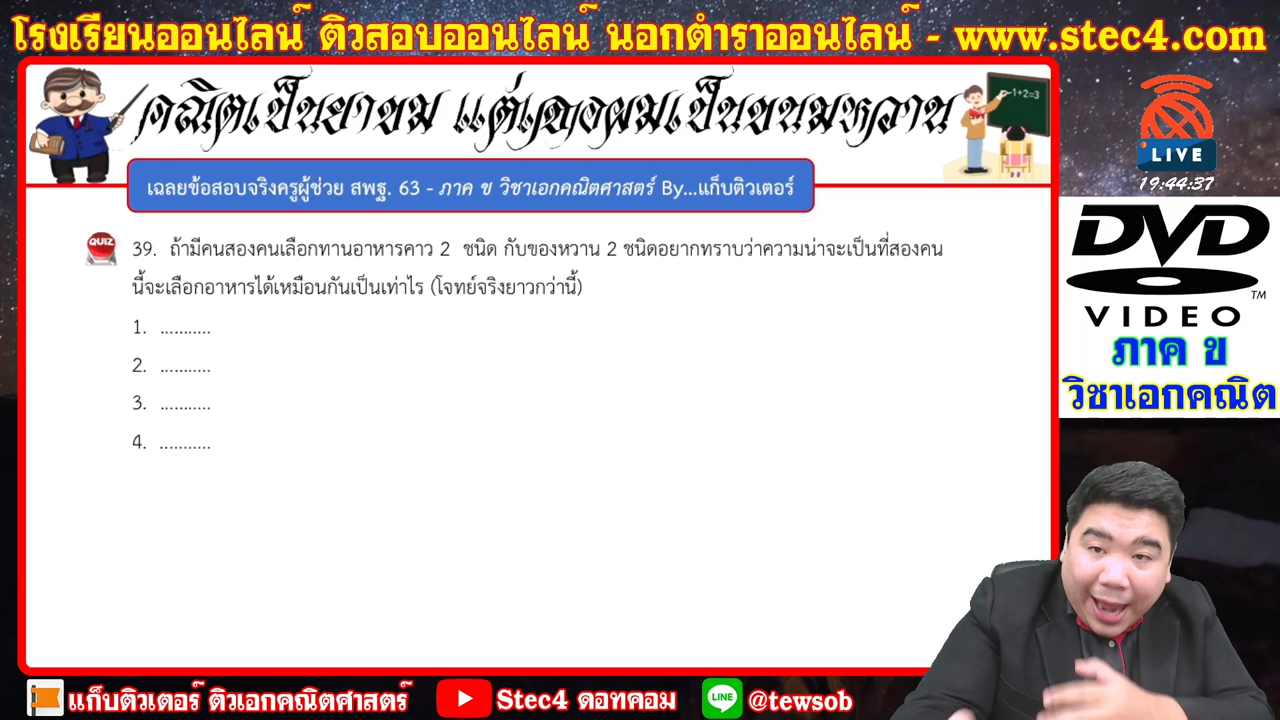 โรงเรียนออนไลน์ ติวสอบออนไลน์ นอกตำราออนไลน์ - www.stec4.com
คณิตเป็นยาขม แต่เธอผมเป็นขนมหวาน
1+2=3
LIVE
19:44:37
เฉลยข้อสอบจริงครูผู้ช่วย สพฐ. 63 - ภาค ข วิชาเอกคณิตศาสตร์ By...แก็บติวเตอร์
QUIZ
39. ถ้ามีคนสองคนเลือกทานอาหารคาว 2 ชนิด กับของหวาน 2 ชนิดอยากทราบว่าความน่าจะเป็นที่สองคน
นี้จะเลือกอาหารได้เหมือนกันเป็นเท่าไร (โจทย์จริงยาวกว่านี้)
1. ...........
2. ...........
3. ...........
4. ...........
DVD
TM
VIDEO
ภาค ข
วิชาเอกคณิต
แก็บติวเตอร์ ติวเอกคณิตศาสตร์
Stec4 ดอทคอม
LINE
@tewsob